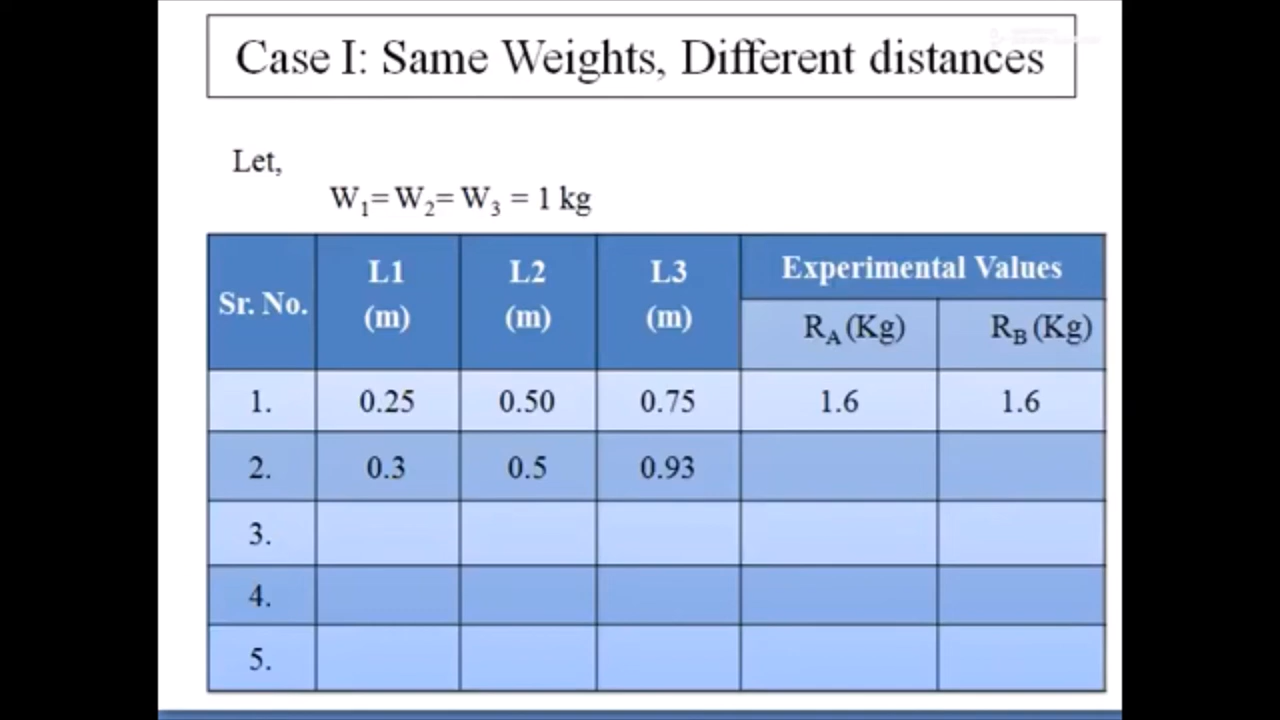 Case I: Same Weights, Different distances
Let,
W₁= W₂= W₃ = 1 kg
Sr. No. L1 (m) L2 (m) L3 (m) Experimental Values
R_A (Kg) R_B (Kg)
1. 0.25 0.50 0.75 1.6 1.6
2. 0.3 0.5 0.93
3.
4.
5.